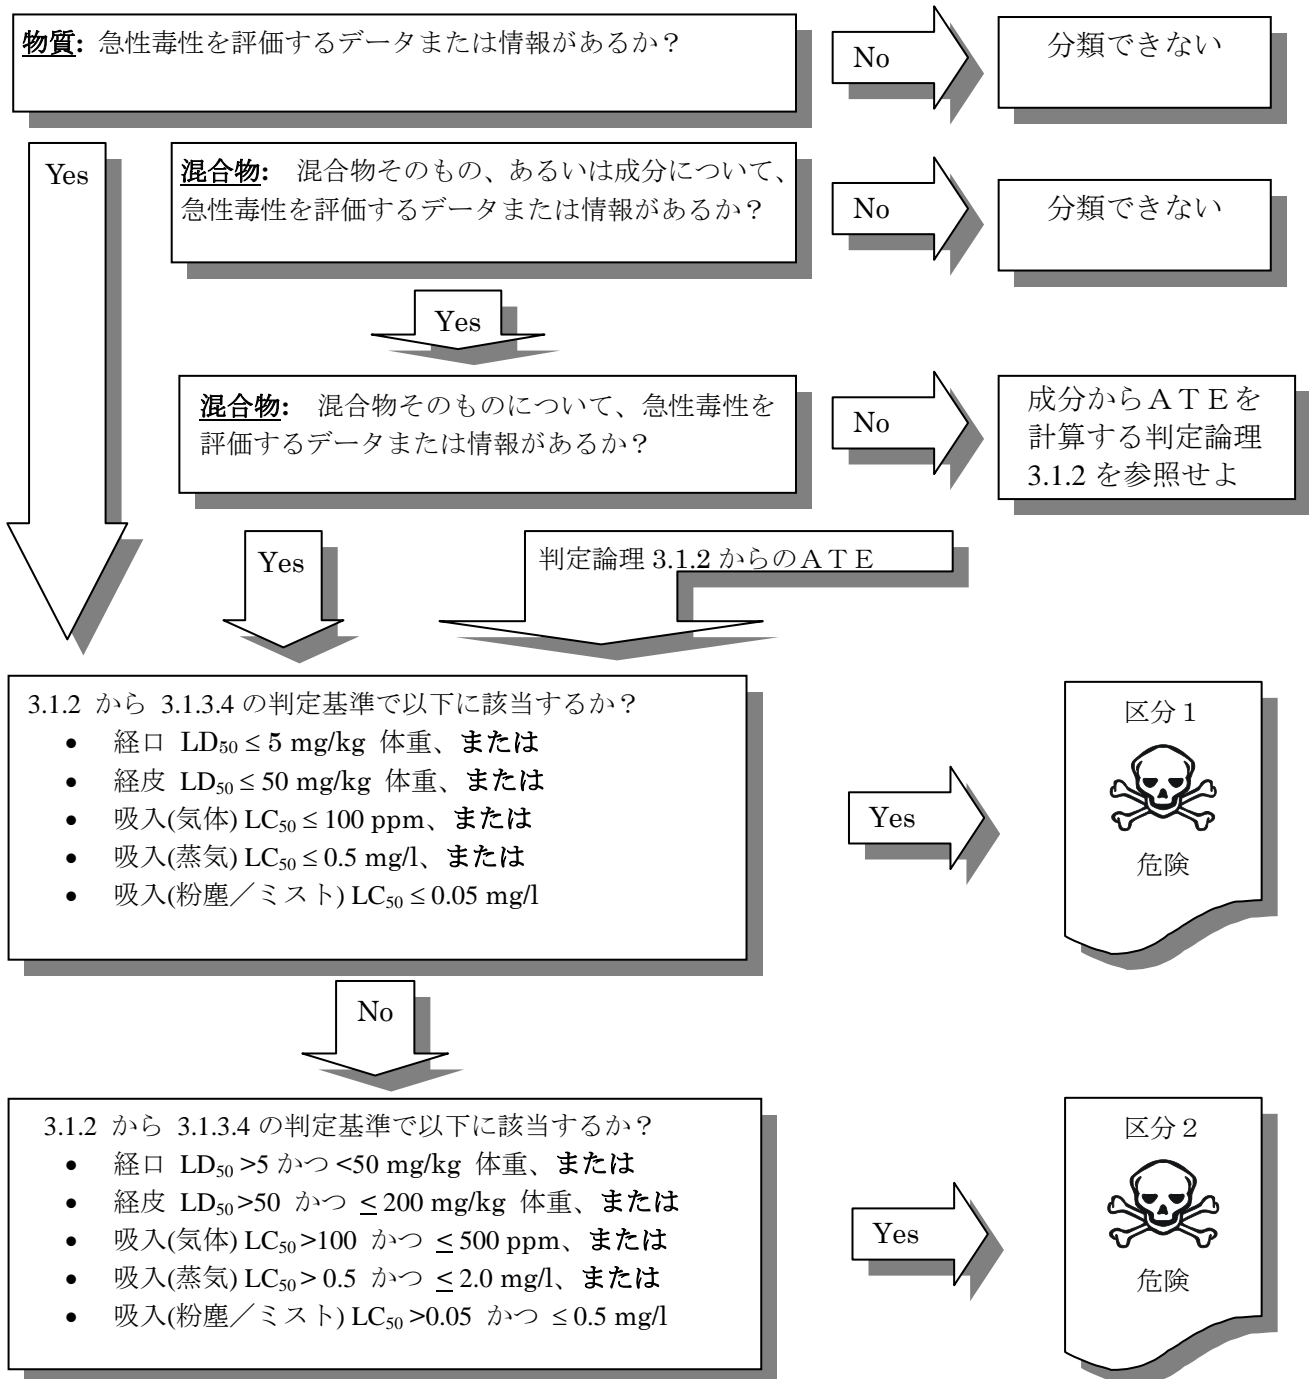 物質: 急性毒性を評価するデータまたは情報があるか？
No
分類できない
Yes
混合物: 混合物そのもの、あるいは成分について、
急性毒性を評価するデータまたは情報があるか？
No
分類できない
Yes
混合物: 混合物そのものについて、急性毒性を
評価するデータまたは情報があるか？
No
成分からＡＴＥを
計算する判定論理
3.1.2 を参照せよ
Yes
判定論理 3.1.2 からのＡＴＥ
3.1.2 から 3.1.3.4 の判定基準で以下に該当するか？
• 経口 LD50 ≤ 5 mg/kg 体重、または
• 経皮 LD50 ≤ 50 mg/kg 体重、または
• 吸入(気体) LC50 ≤ 100 ppm、または
• 吸入(蒸気) LC50 ≤ 0.5 mg/l、または
• 吸入(粉塵／ミスト) LC50 ≤ 0.05 mg/l
Yes
区分１
危険
No
3.1.2 から 3.1.3.4 の判定基準で以下に該当するか？
• 経口 LD50 >5 かつ <50 mg/kg 体重、または
• 経皮 LD50 >50 かつ ≤ 200 mg/kg 体重、または
• 吸入(気体) LC50 >100 かつ ≤ 500 ppm、または
• 吸入(蒸気) LC50 > 0.5 かつ ≤ 2.0 mg/l、または
• 吸入(粉塵／ミスト) LC50 >0.05 かつ ≤ 0.5 mg/l
Yes
区分２
危険